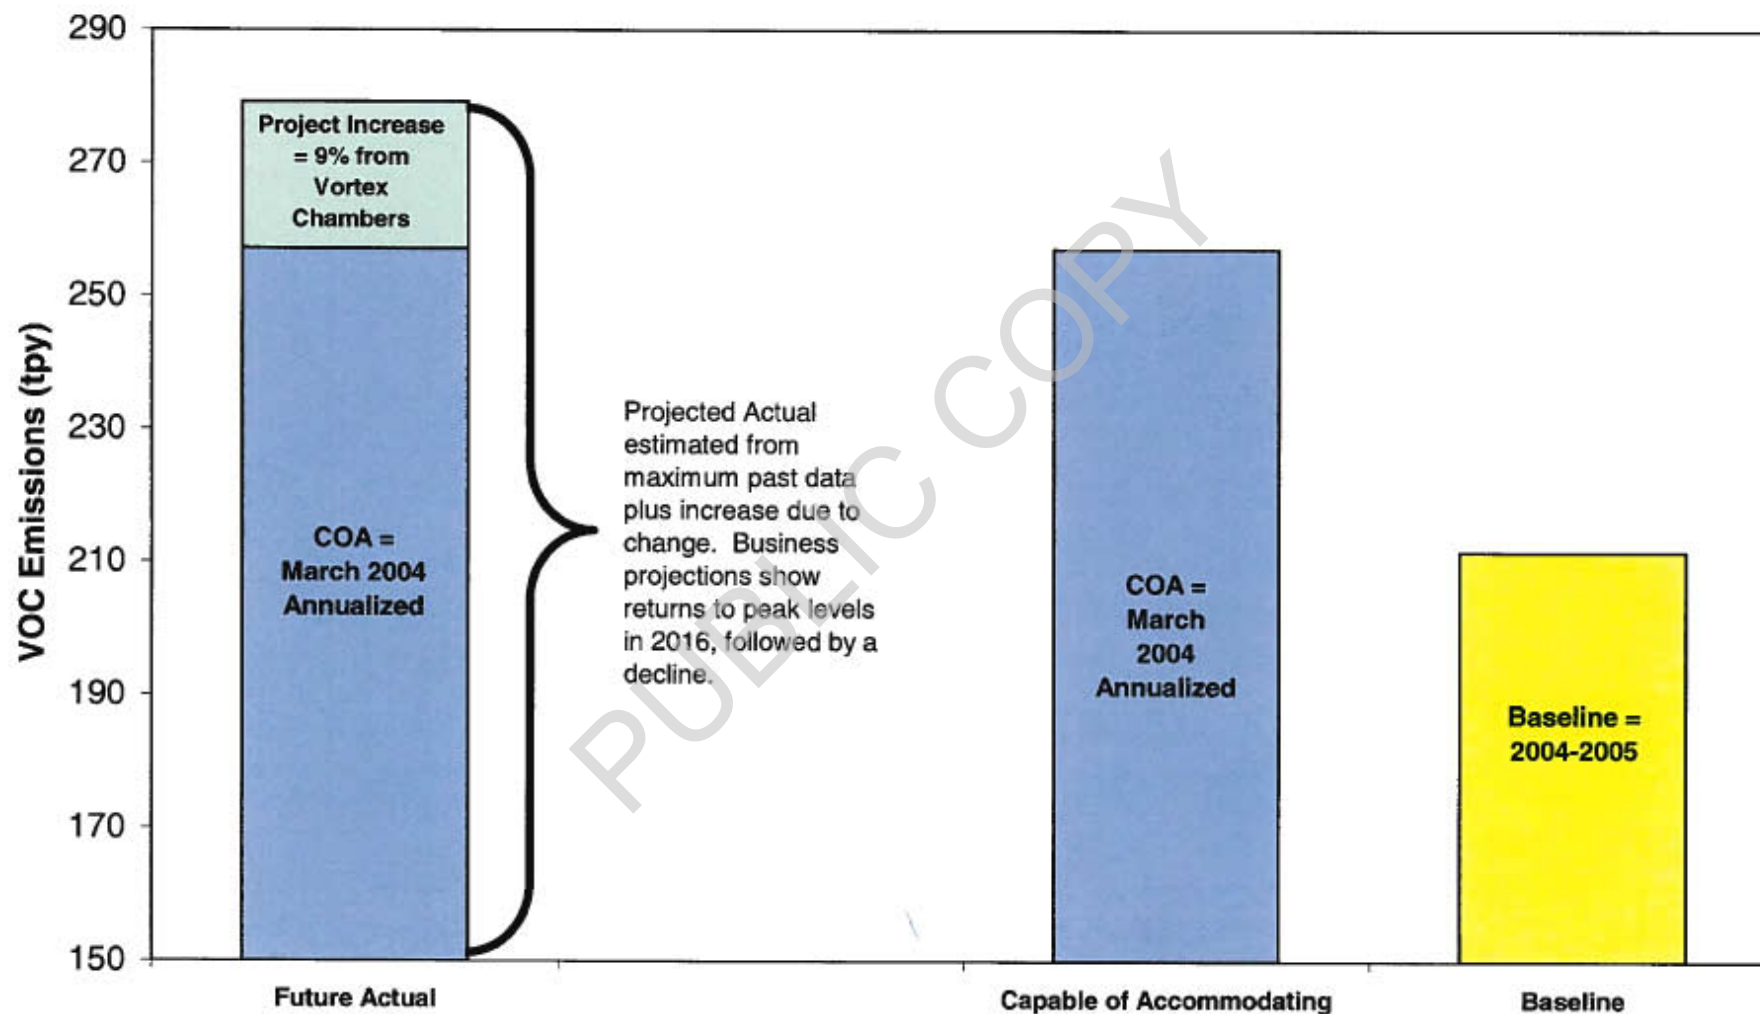 290
270
250
230
210
190
170
150
VOC Emissions (tpy)
Project Increase
= 9% from
Vortex
Chambers
COA =
March 2004
Annualized
Projected Actual
estimated from
maximum past data
plus increase due to
change. Business
projections show
returns to peak levels
in 2016, followed by a
decline.
COA =
March
2004
Annualized
Baseline =
2004-2005
Future Actual
Capable of Accommodating
Baseline
PUBLIC COPY